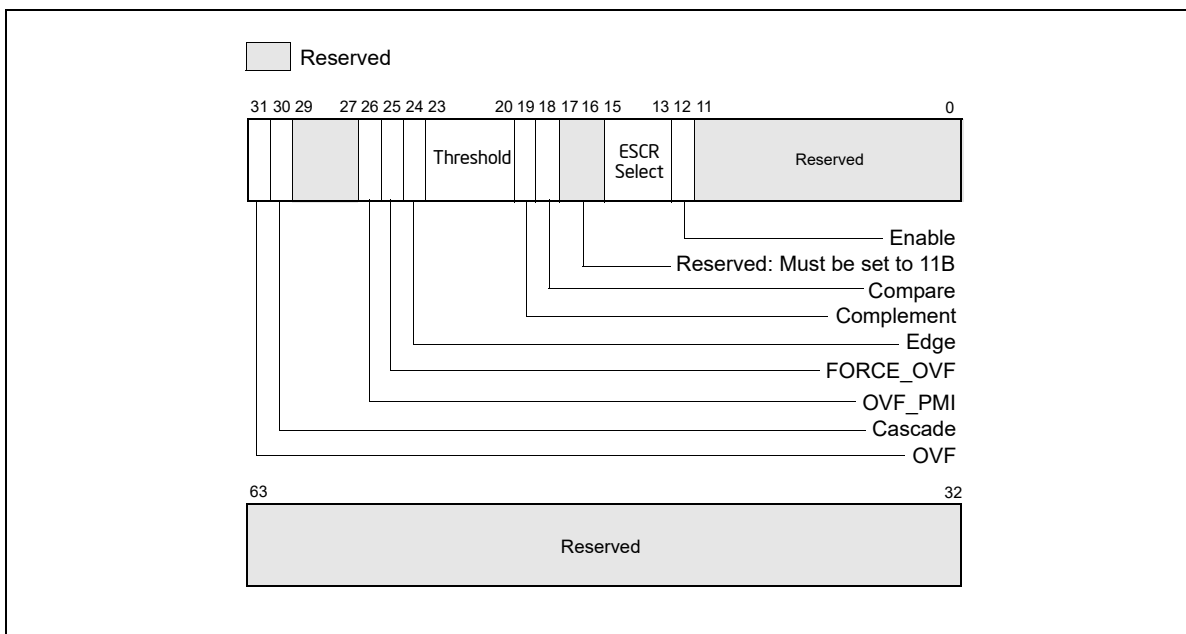 Reserved
31 30 29 27 26 25 24 23 20 19 18 17 16 15 13 12 11 0
Threshold
ESCR
Select
Reserved
Enable
Reserved: Must be set to 11B
Compare
Complement
Edge
FORCE_OVF
OVF_PMI
Cascade
OVF
63 32
Reserved